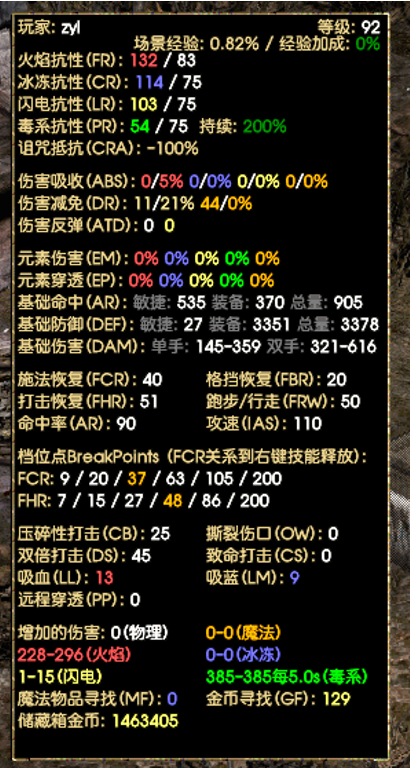 玩家: zyl 等级: 92
场景经验: 0.82% / 经验加成: 0%
火焰抗性(FR): 132 / 83
冰冻抗性(CR): 114 / 75
闪电抗性(LR): 103 / 75
毒系抗性(PR): 54 / 75 持续: 200%
诅咒抵抗(CRA): -100%
伤害吸收(ABS): 0/5% 0/0% 0/0% 0/0%
伤害减免(DR): 11/21% 44/0%
伤害反弹(ATD): 0 0
元素伤害(EM): 0% 0% 0% 0% 0%
元素穿透(EP): 0% 0% 0% 0% 0%
基础命中(AR): 敏捷: 535 装备: 370 总量: 905
基础防御(DEF): 敏捷: 27 装备: 3351 总量: 3378
基础伤害(DAM): 单手: 145-359 双手: 321-616
施法恢复(FCR): 40 格挡恢复(FBR): 20
打击恢复(FHR): 51 跑步/行走(FRW): 50
命中率(AR): 90 攻速(IAS): 110
档位点BreakPoints (FCR关系到右键技能释放):
FCR: 9 / 20 / 37 / 63 / 105 / 200
FHR: 7 / 15 / 27 / 48 / 86 / 200
压碎性打击(CB): 25 撕裂伤口(OW): 0
双倍打击(DS): 45 致命打击(CS): 0
吸血(LL): 13 吸蓝(LM): 9
远程穿透(PP): 0
增加的伤害: 0(物理) 0-0(魔法)
228-296(火焰) 0-0(冰冻)
1-15(闪电) 385-385每5.0s(毒系)
魔法物品寻找(MF): 0 金币寻找(GF): 129
储藏箱金币: 1463405